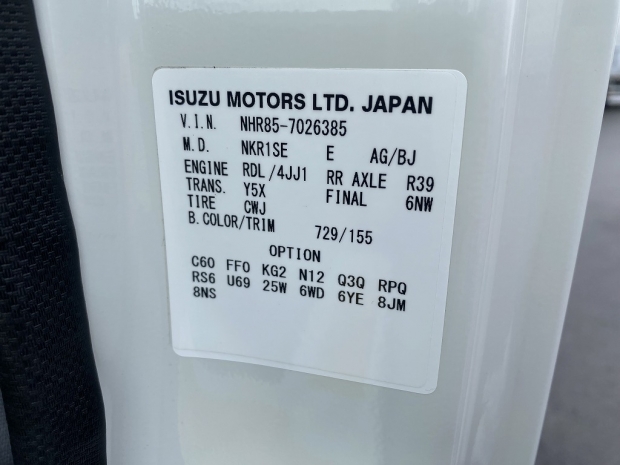 ISUZU MOTORS LTD. JAPAN
V.I.N. NHR85-7026385
M.D. NKR1SE E AG/BJ
ENGINE RDL/4JJ1 RR AXLE R39
TRANS. Y5X FINAL 6NW
TIRE CWJ
B.COLOR/TRIM 729/155
OPTION
C60 FF0 KG2 N12 Q3Q RPQ
RS6 U69 25W 6WD 6YE 8JM
8NS